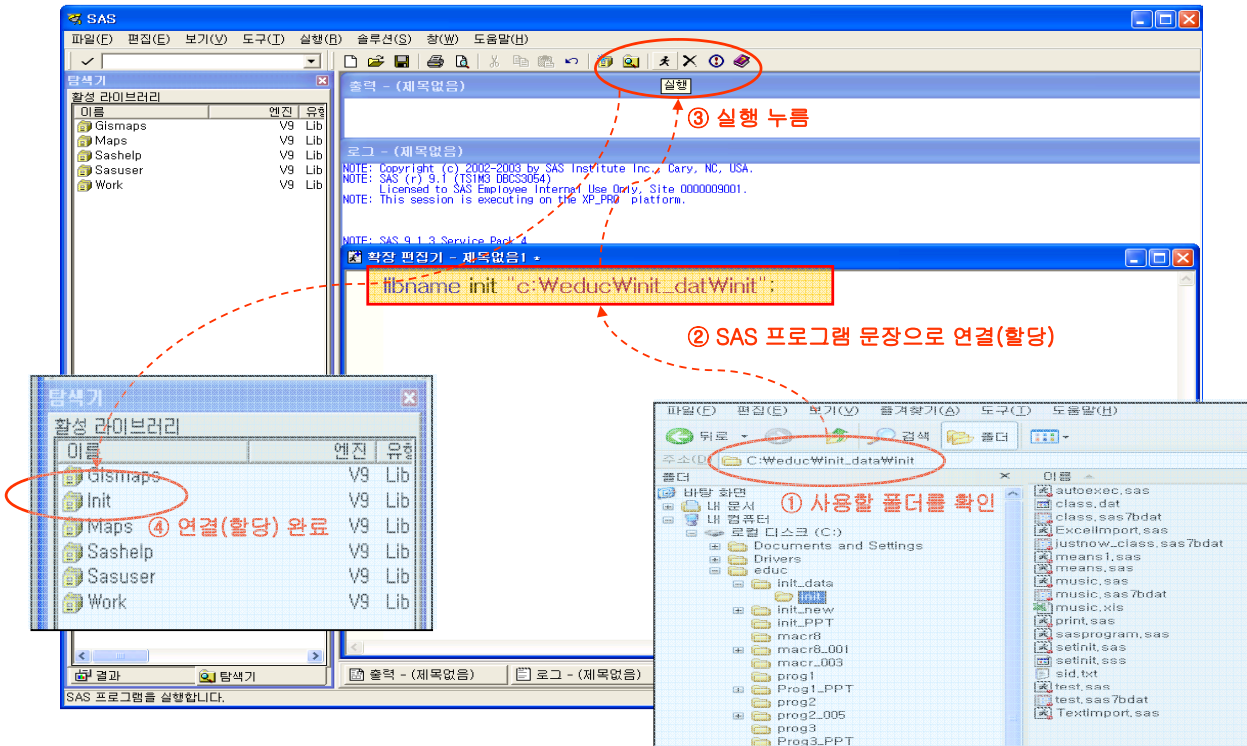 SAS
파일(F) 편집(E) 보기(V) 도구(T) 실행(R) 솔루션(S) 창(W) 도움말(H)
탐색기
활성 라이브러리
이름 엔진 유형
Gismaps V9 Lib
Maps V9 Lib
Sashelp V9 Lib
Sasuser V9 Lib
Work V9 Lib
출력 - (제목없음)
실행
③ 실행 누름
로그 - (제목없음)
NOTE: Copyright (c) 2002-2003 by SAS Institute Inc., Cary, NC, USA.
NOTE: SAS (r) 9.1 (TS1M3 DBCS3054)
Licensed to SAS Employee Internal Use Only, Site 0000009001.
NOTE: This session is executing on the XP_PRO platform.
NOTE: SAS 9.1.3 Service Pack 4
확장 편집기 - 제목없음1 *
libname init "c:₩educ₩init_dat₩init";
② SAS 프로그램 문장으로 연결(할당)
탐색기
활성 라이브러리
이름 엔진 유형
Gismaps V9 Lib
Init V9 Lib
Maps V9 Lib
④ 연결(할당) 완료
Sashelp V9 Lib
Sasuser V9 Lib
Work V9 Lib
결과 탐색기
출력 - (제목없음) 로그 - (제목없음)
SAS 프로그램을 실행합니다.
파일(F) 편집(E) 보기(V) 즐겨찾기(A) 도구(T) 도움말(H)
뒤로 검색 폴더
주소(D) C:₩educ₩init_data₩init
폴더
① 사용할 폴더를 확인
바탕 화면
내 문서
내 컴퓨터
로컬 디스크 (C:)
Documents and Settings
Drivers
educ
init_data
init
init_new
init_PPT
macr8
macr8_001
macr_003
prog1
Prog1_PPT
prog2
prog2_005
prog3
Prog3_PPT
이름
autoexec.sas
class.dat
class.sas7bdat
ExcelImport.sas
justnow_class.sas7bdat
means1.sas
means.sas
music.sas
music.sas7bdat
music.xls
print.sas
sasprogram.sas
setinit.sas
setinit.sss
sid.txt
test.sas
test.sas7bdat
TextImport.sas